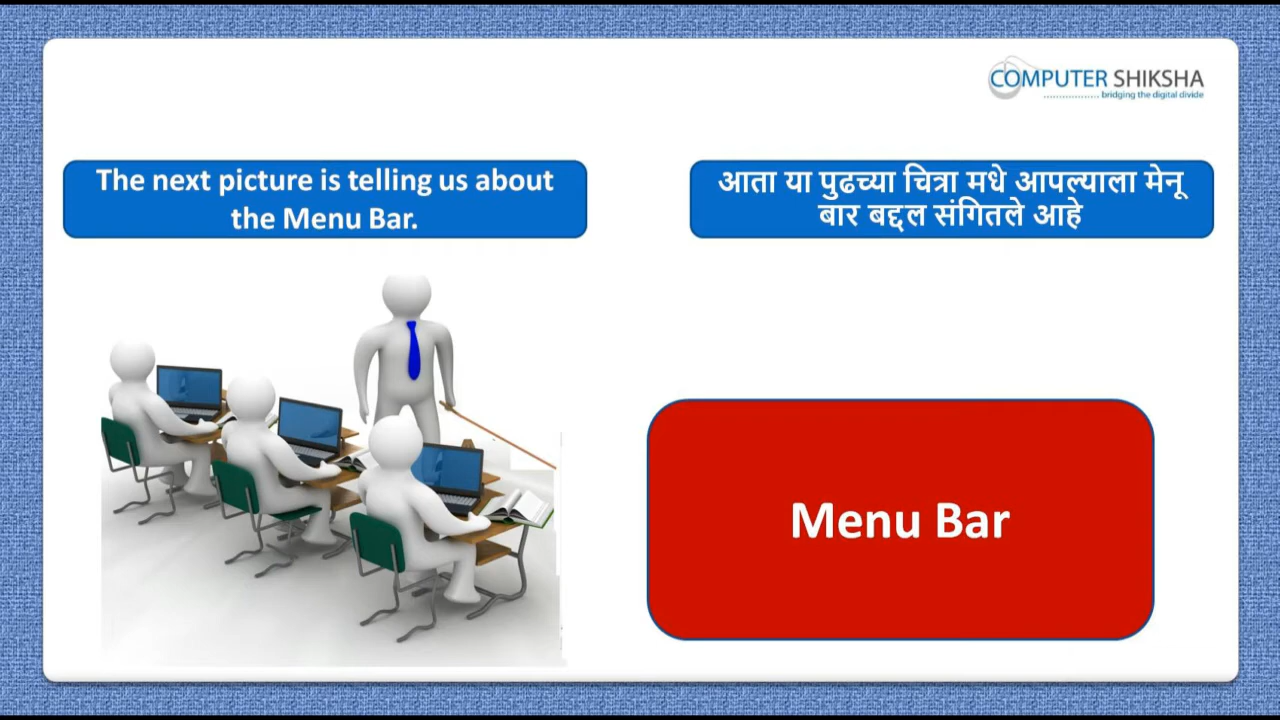 COMPUTER SHIKSHA
bridging the digital divide
The next picture is telling us about
the Menu Bar.
आता या पुढच्या चित्रा मधे आपल्याला मेनू
बार बद्दल संगितले आहे
Menu Bar